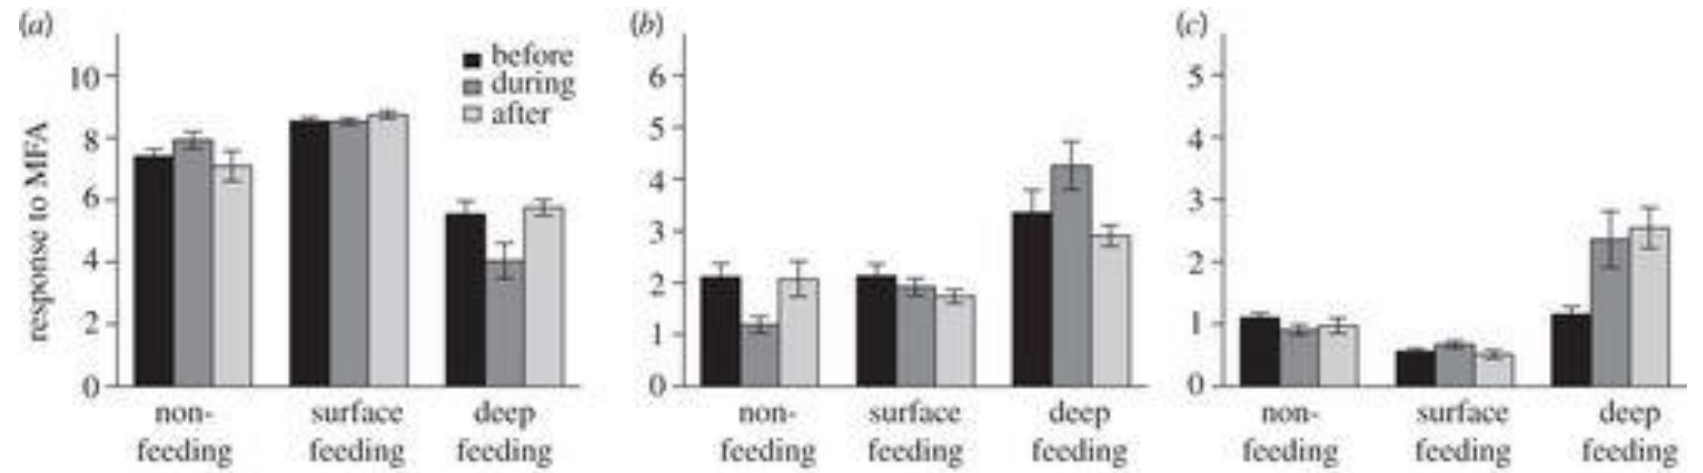 (a)
response to MFA
10
8
6
4
2
0
before
during
after
non-
feeding
surface
feeding
deep
feeding
(b)
6
5
4
3
2
1
0
non-
feeding
surface
feeding
deep
feeding
(c)
5
4
3
2
1
0
non-
feeding
surface
feeding
deep
feeding